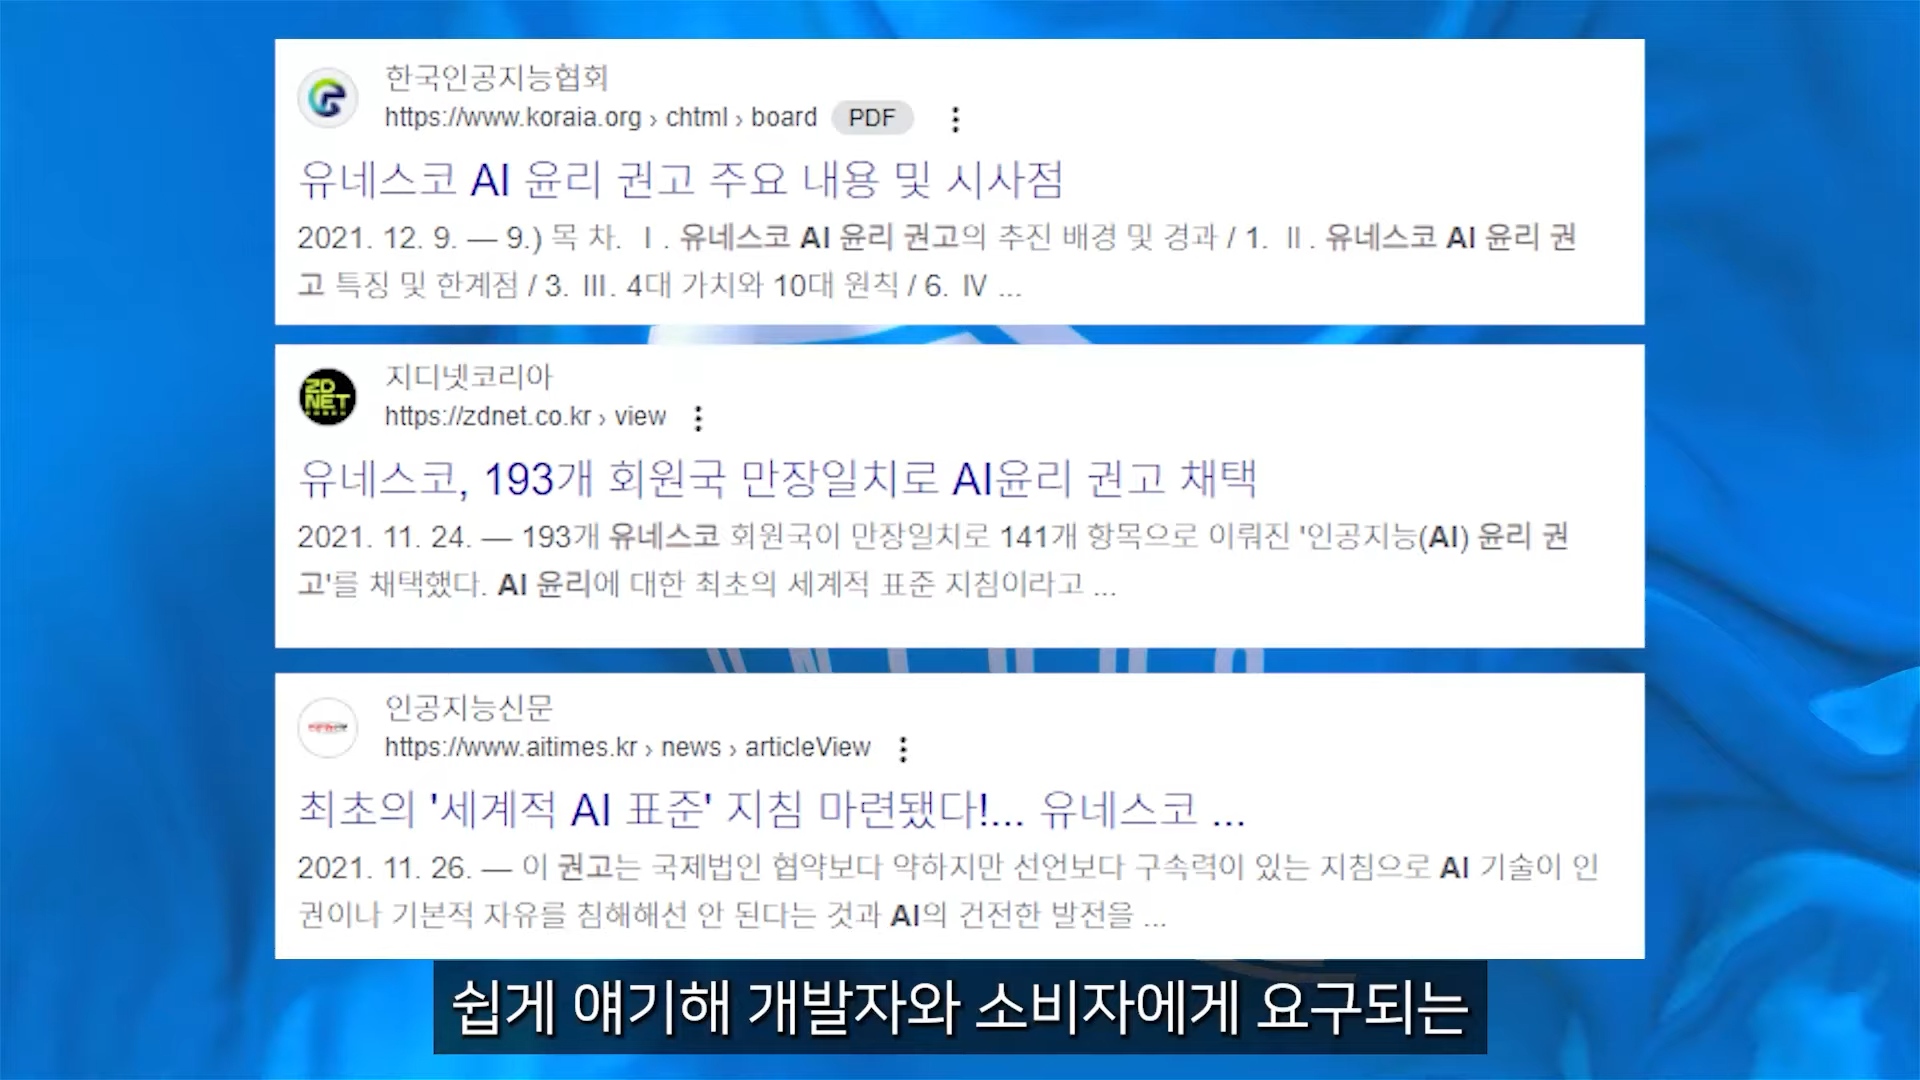 한국인공지능협회
https://www.koraia.org › chtml › board PDF
유네스코 AI 윤리 권고 주요 내용 및 시사점
2021. 12. 9. — 9.) 목 차. Ⅰ. 유네스코 AI 윤리 권고의 추진 배경 및 경과 / 1. Ⅱ. 유네스코 AI 윤리 권
고 특징 및 한계점 / 3. Ⅲ. 4대 가치와 10대 원칙 / 6. Ⅳ ...
ZD
NET
지디넷코리아
https://zdnet.co.kr › view
유네스코, 193개 회원국 만장일치로 AI윤리 권고 채택
2021. 11. 24. — 193개 유네스코 회원국이 만장일치로 141개 항목으로 이뤄진 '인공지능(AI) 윤리 권
고'를 채택했다. AI 윤리에 대한 최초의 세계적 표준 지침이라고 ...
인공지능신문
https://www.aitimes.kr › news › articleView
최초의 '세계적 AI 표준' 지침 마련됐다!... 유네스코 ...
2021. 11. 26. — 이 권고는 국제법인 협약보다 약하지만 선언보다 구속력이 있는 지침으로 AI 기술이 인
권이나 기본적 자유를 침해해선 안 된다는 것과 AI의 건전한 발전을 ...
쉽게 얘기해 개발자와 소비자에게 요구되는